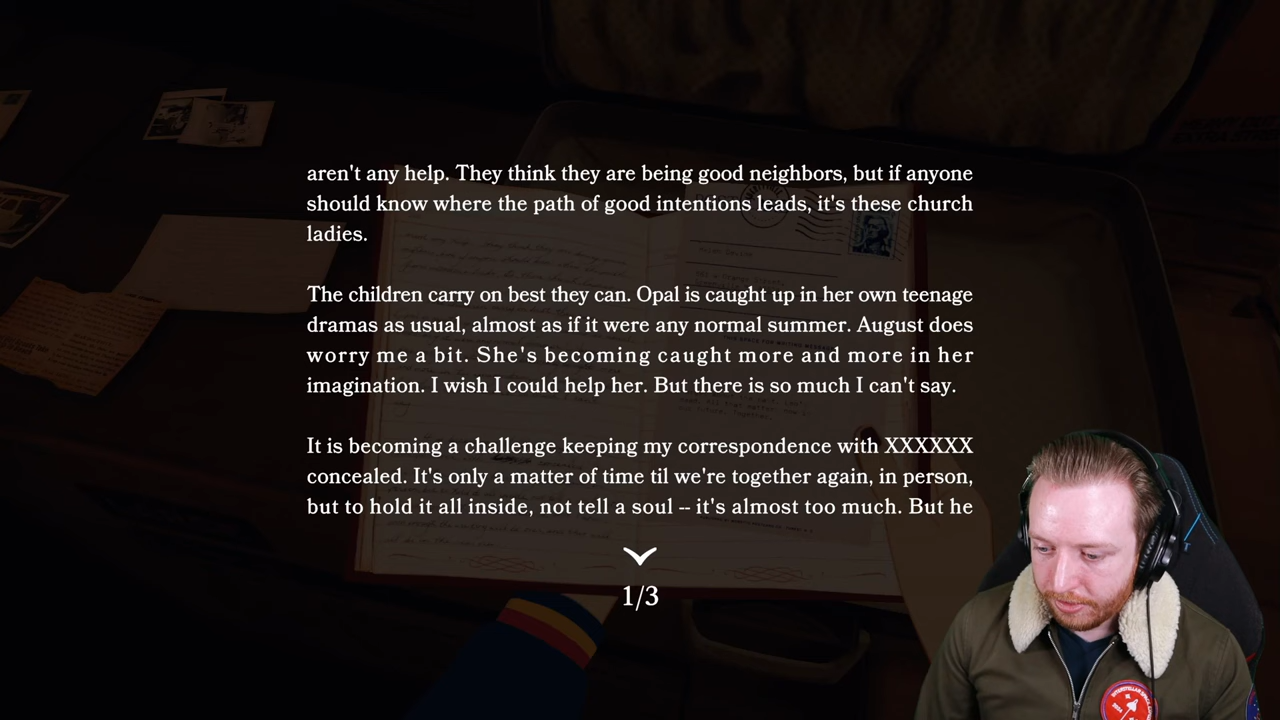 aren't any help. They think they are being good neighbors, but if anyone
should know where the path of good intentions leads, it's these church
ladies.
The children carry on best they can. Opal is caught up in her own teenage
dramas as usual, almost as if it were any normal summer. August does
worry me a bit. She's becoming caught more and more in her
imagination. I wish I could help her. But there is so much I can't say.
It is becoming a challenge keeping my correspondence with XXXXXX
concealed. It's only a matter of time til we're together again, in person,
but to hold it all inside, not tell a soul -- it's almost too much. But he
1/3